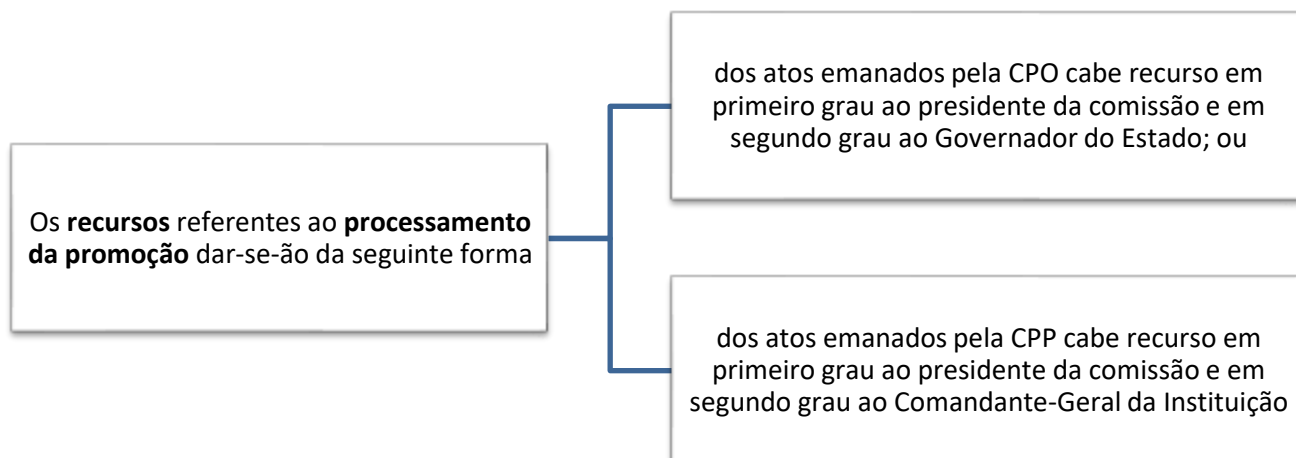 Os recursos referentes ao processamento
da promoção dar-se-ão da seguinte forma
dos atos emanados pela CPO cabe recurso em
primeiro grau ao presidente da comissão e em
segundo grau ao Governador do Estado; ou
dos atos emanados pela CPP cabe recurso em
primeiro grau ao presidente da comissão e em
segundo grau ao Comandante-Geral da Instituição